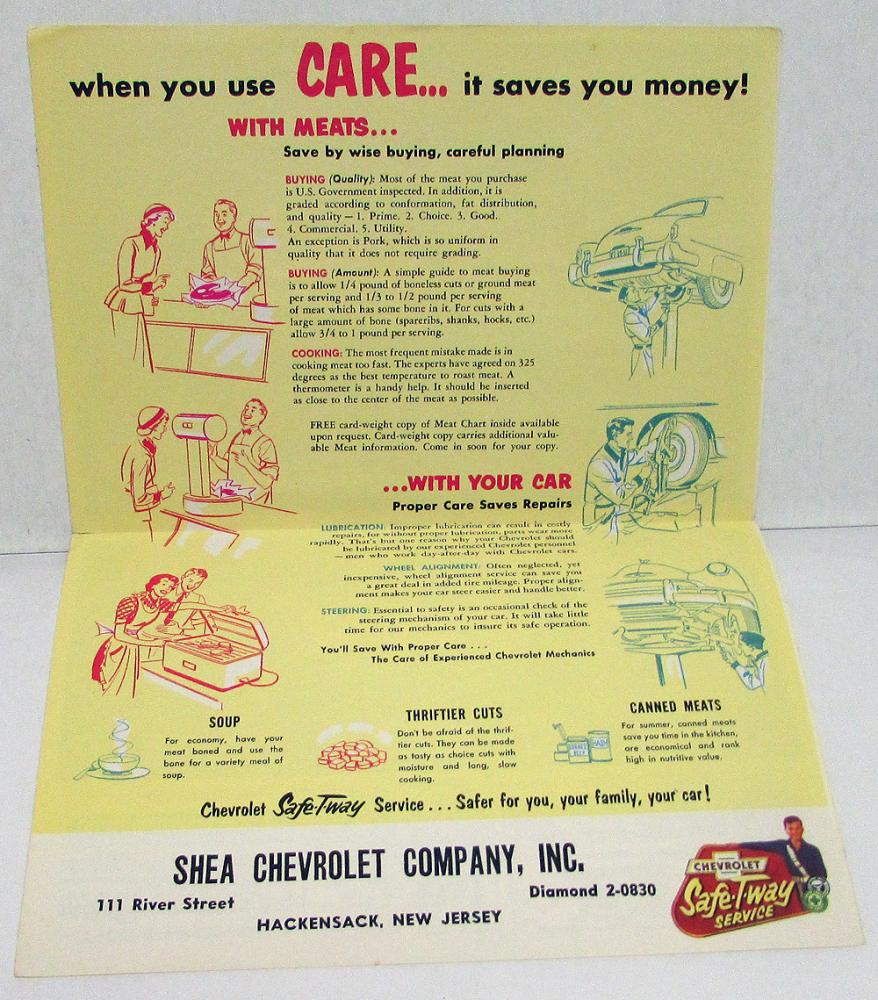 when you use CARE... it saves you money!
WITH MEATS...
Save by wise buying, careful planning
BUYING (Quality): Most of the meat you purchase
is U.S. Government inspected. In addition, it is
graded according to conformation, fat distribution,
and quality — 1. Prime. 2. Choice. 3. Good.
4. Commercial. 5. Utility.
An exception is Pork, which is so uniform in
quality that it does not require grading.
BUYING (Amount): A simple guide to meat buying
is to allow 1/4 pound of boneless cuts or ground meat
per serving and 1/3 to 1/2 pound per serving
of meat which has some bone in it. For cuts with a
large amount of bone (spareribs, shanks, hocks, etc.)
allow 3/4 to 1 pound per serving.
COOKING: The most frequent mistake made is in
cooking meat too fast. The experts have agreed on 325
degrees as the best temperature to roast meat. A
thermometer is a handy help. It should be inserted
as close to the center of the meat as possible.
FREE card-weight copy of Meat Chart inside available
upon request. Card-weight copy carries additional valu-
able Meat information. Come in soon for your copy.
...WITH YOUR CAR
Proper Care Saves Repairs
LUBRICATION: Improper lubrication can result in costly
repairs, for without proper lubrication, parts wear more
rapidly. That's but one reason why your Chevrolet should
be lubricated by our experienced Chevrolet personnel
— men who work day-after-day with Chevrolet cars.
WHEEL ALIGNMENT: Often neglected, yet
inexpensive, wheel alignment service can save you
a great deal in added tire mileage. Proper align-
ment makes your car steer easier and handle better.
STEERING: Essential to safety is an occasional check of the
steering mechanism of your car. It will take little
time for our mechanics to insure its safe operation.
You'll Save With Proper Care . . .
The Care of Experienced Chevrolet Mechanics
SOUP
For economy, have your
meat boned and use the
bone for a variety meal of
soup.
THRIFTIER CUTS
Don't be afraid of the thrif-
tier cuts. They can be made
as tasty as choice cuts with
moisture and long, slow
cooking.
CANNED MEATS
For summer, canned meats
save you time in the kitchen,
are economical and rank
high in nutritive value.
CORNED
BEEF
HASH
Chevrolet Safe-T-way Service . . . Safer for you, your family, your car!
SHEA CHEVROLET COMPANY, INC.
111 River Street
Diamond 2-0830
HACKENSACK, NEW JERSEY
CHEVROLET
Safe-T-way
SERVICE